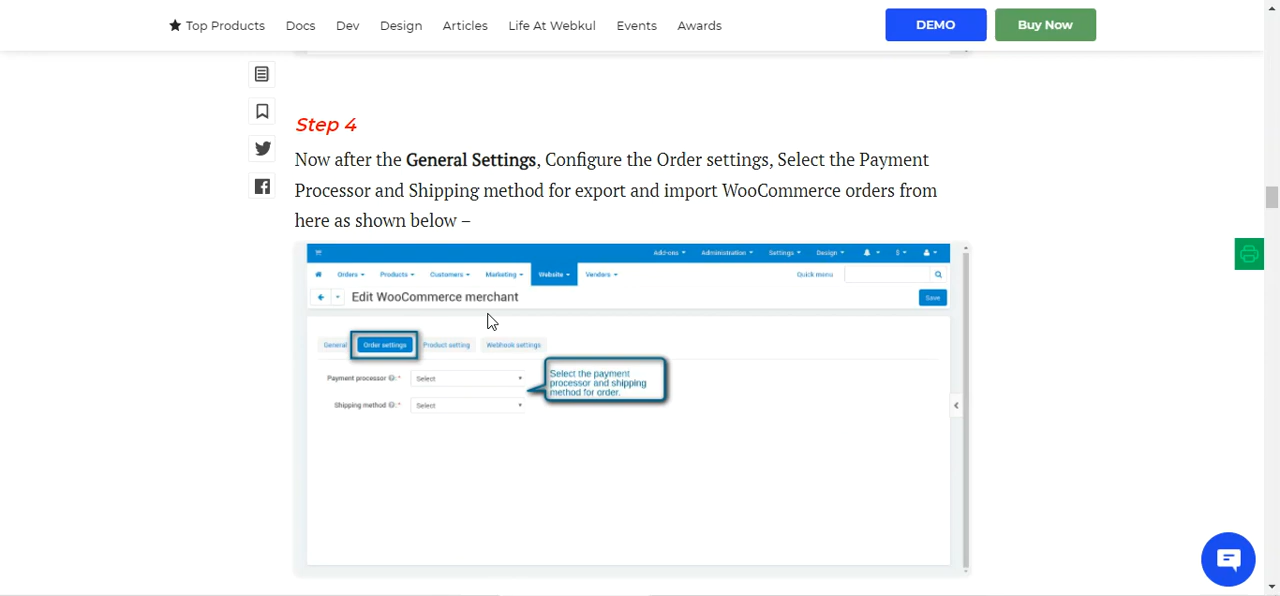 Top Products Docs Dev Design Articles Life At Webkul Events Awards DEMO Buy Now
Step 4
Now after the General Settings, Configure the Order settings, Select the Payment
Processor and Shipping method for export and import WooCommerce orders from
here as shown below –
Add-ons Administration Settings Design $
Orders Products Customers Marketing Website Vendors Quick menu
Edit WooCommerce merchant Save
General Order settings Product setting Webhook settings
Payment processor : * Select
Shipping method : * Select
Select the payment
processor and shipping
method for order.